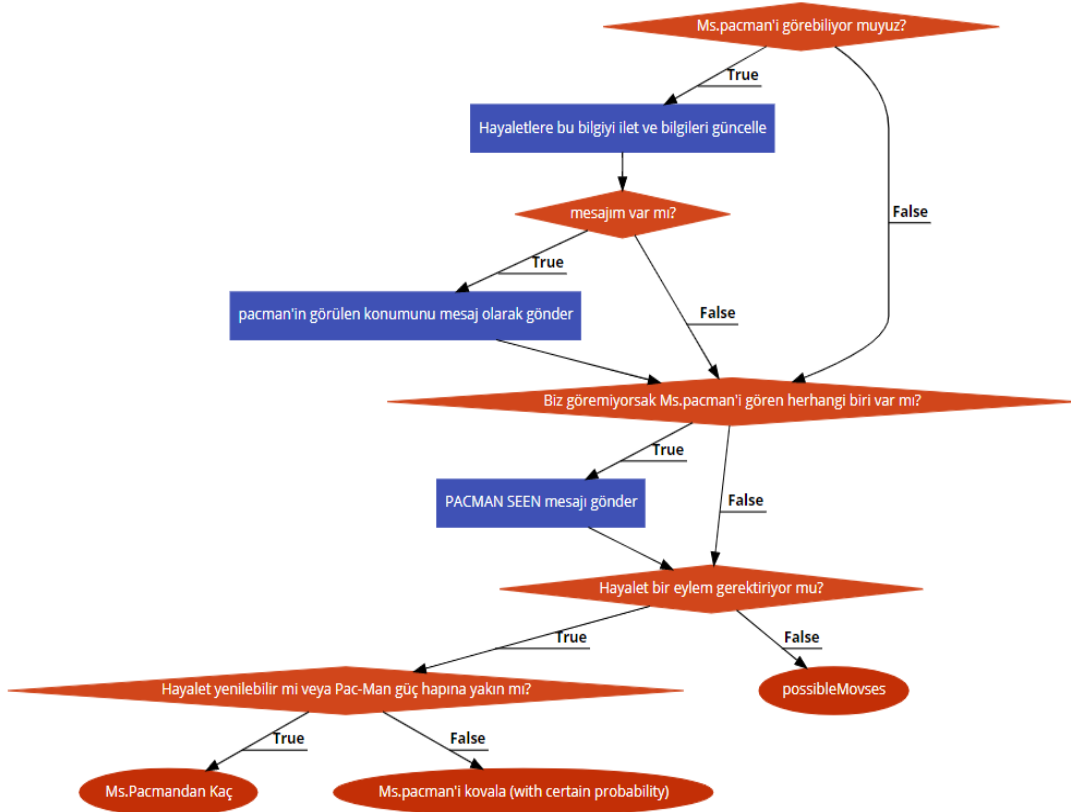 Ms.pacman'i görebiliyor muyuz?
True
Hayaletlere bu bilgiyi ilet ve bilgileri güncelle
False
mesajım var mı?
True
pacman'in görülen konumunu mesaj olarak gönder
False
Biz göremiyorsak Ms.pacman'i gören herhangi biri var mı?
True
PACMAN SEEN mesajı gönder
False
Hayalet bir eylem gerektiriyor mu?
True
False
Hayalet yenilebilir mi veya Pac-Man güç hapına yakın mı?
possibleMovses
True
False
Ms.Pacmandan Kaç
Ms.pacman'i kovala (with certain probability)